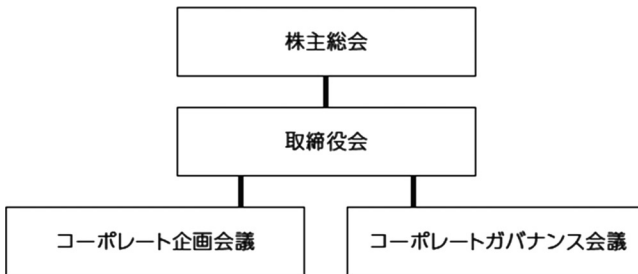 株主総会
取締役会
コーポレート企画会議
コーポレートガバナンス会議